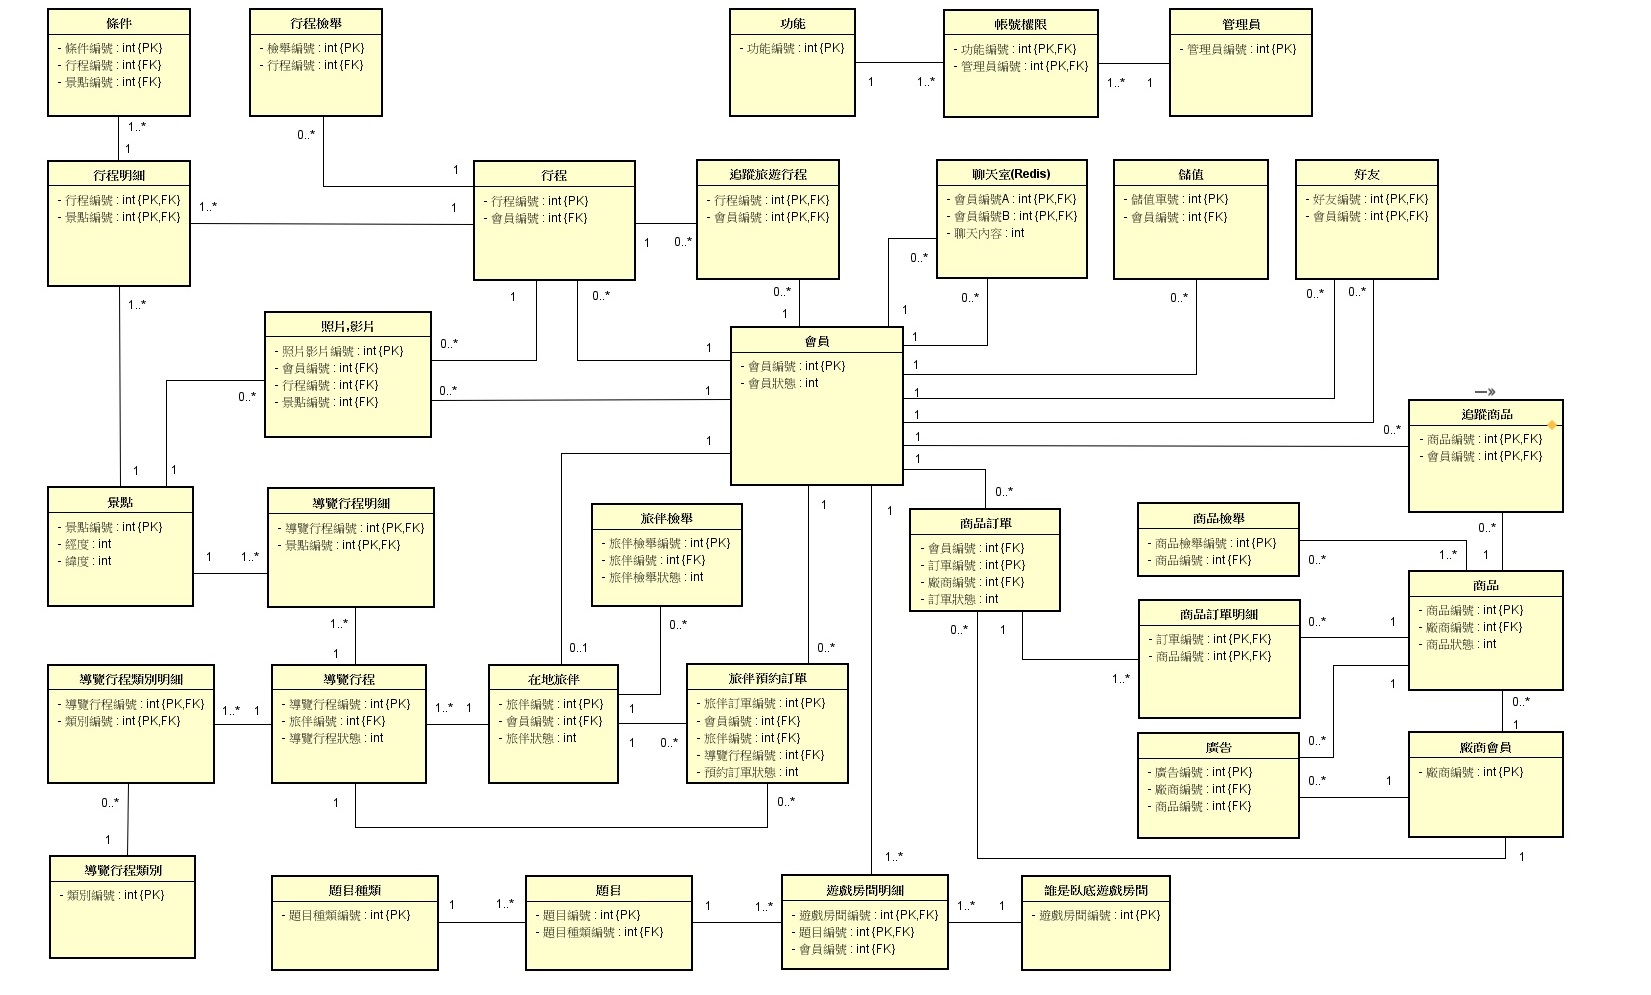 條件
- 條件編號 : int {PK}
- 行程編號 : int {FK}
- 景點編號 : int {FK}
行程檢舉
- 檢舉編號 : int {PK}
- 行程編號 : int {FK}
功能
- 功能編號 : int {PK}
帳號權限
- 功能編號 : int {PK,FK}
- 管理員編號 : int {PK,FK}
管理員
- 管理員編號 : int {PK}
1
1..*
1..*
1
1..*
1
0..*
1
行程明細
- 行程編號 : int {PK,FK}
- 景點編號 : int {PK,FK}
1..*
1
行程
- 行程編號 : int {PK}
- 會員編號 : int {FK}
1
0..*
追蹤旅遊行程
- 行程編號 : int {PK,FK}
- 會員編號 : int {PK,FK}
聊天室(Redis)
- 會員編號A : int {PK,FK}
- 會員編號B : int {PK,FK}
- 聊天內容 : int
儲值
- 儲值單號 : int {PK}
- 會員編號 : int {FK}
好友
- 好友編號 : int {PK,FK}
- 會員編號 : int {PK,FK}
1..*
1
0..*
0..*
1
0..*
1
0..*
0..*
0..*
0..*
照片,影片
- 照片影片編號 : int {PK}
- 會員編號 : int {FK}
- 行程編號 : int {FK}
- 景點編號 : int {FK}
0..*
0..*
0..*
1
1
1
會員
- 會員編號 : int {PK}
- 會員狀態 : int
1
1
1
1
1
1
0..*
—»
追蹤商品
- 商品編號 : int {PK,FK}
- 會員編號 : int {PK,FK}
1
1
景點
- 景點編號 : int {PK}
- 經度 : int
- 緯度 : int
1
1..*
導覽行程明細
- 導覽行程編號 : int {PK,FK}
- 景點編號 : int {PK,FK}
旅伴檢舉
- 旅伴檢舉編號 : int {PK}
- 旅伴編號 : int {FK}
- 旅伴檢舉狀態 : int
1
1
0..*
商品訂單
- 會員編號 : int {FK}
- 訂單編號 : int {PK}
- 廠商編號 : int {FK}
- 訂單狀態 : int
商品檢舉
- 商品檢舉編號 : int {PK}
- 商品編號 : int {FK}
0..*
1..*
0..*
1
商品
- 商品編號 : int {PK}
- 廠商編號 : int {FK}
- 商品狀態 : int
商品訂單明細
- 訂單編號 : int {PK,FK}
- 商品編號 : int {PK,FK}
0..*
1
1
0..*
1
1..*
1..*
1
0..1
0..*
0..*
導覽行程類別明細
- 導覽行程編號 : int {PK,FK}
- 類別編號 : int {PK,FK}
1..*
1
導覽行程
- 導覽行程編號 : int {PK}
- 旅伴編號 : int {FK}
- 導覽行程狀態 : int
1..*
1
在地旅伴
- 旅伴編號 : int {PK}
- 會員編號 : int {FK}
- 旅伴狀態 : int
1
1
0..*
旅伴預約訂單
- 旅伴訂單編號 : int {PK}
- 會員編號 : int {FK}
- 旅伴編號 : int {FK}
- 導覽行程編號 : int {FK}
- 預約訂單狀態 : int
0..*
1
廣告
- 廣告編號 : int {PK}
- 廠商編號 : int {FK}
- 商品編號 : int {FK}
0..*
0..*
1
廠商會員
- 廠商編號 : int {PK}
0..*
1
1
0..*
1
1..*
1
導覽行程類別
- 類別編號 : int {PK}
題目種類
- 題目種類編號 : int {PK}
1
1..*
題目
- 題目編號 : int {PK}
- 題目種類編號 : int {FK}
1
1..*
遊戲房間明細
- 遊戲房間編號 : int {PK,FK}
- 題目編號 : int {PK,FK}
- 會員編號 : int {FK}
1..*
1
誰是臥底遊戲房間
- 遊戲房間編號 : int {PK}